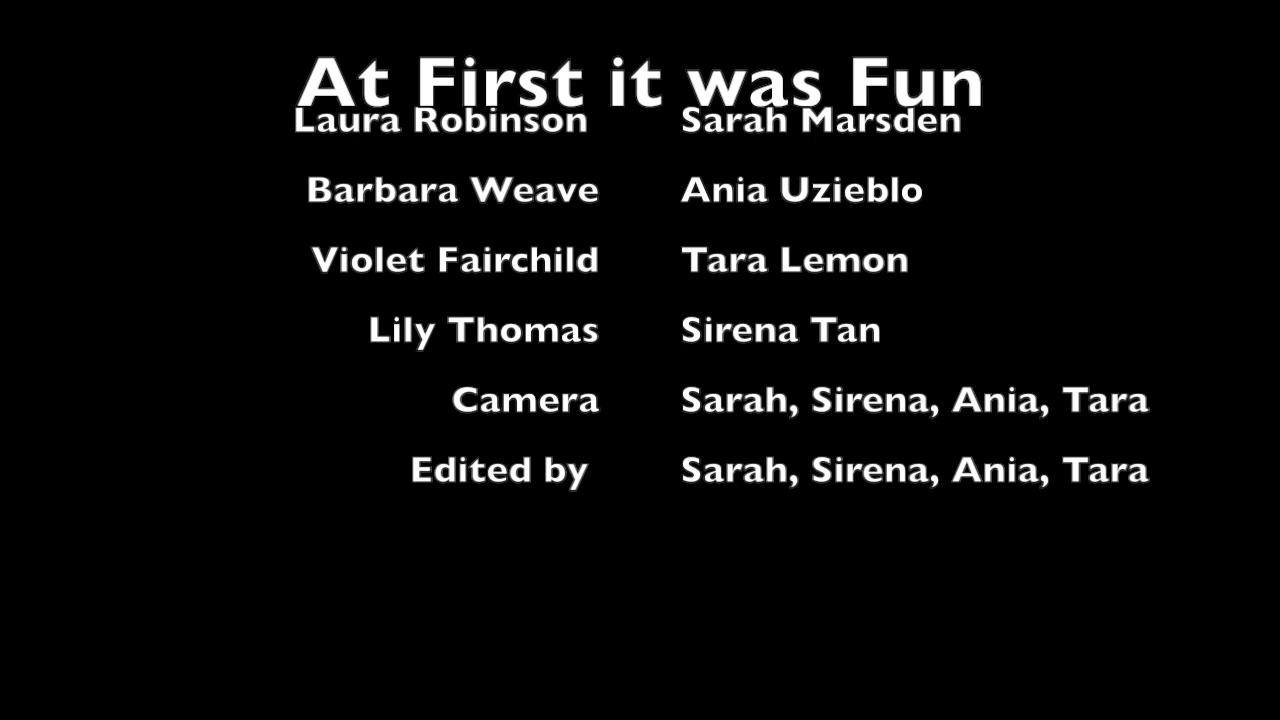 At First it was Fun
Laura Robinson Sarah Marsden
Barbara Weave Ania Uzieblo
Violet Fairchild Tara Lemon
Lily Thomas Sirena Tan
Camera Sarah, Sirena, Ania, Tara
Edited by Sarah, Sirena, Ania, Tara